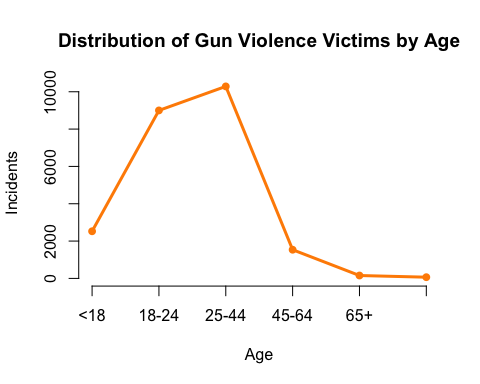 Distribution of Gun Violence Victims by Age
10000
6000
2000
0
Incidents
<18 18-24 25-44 45-64 65+
Age